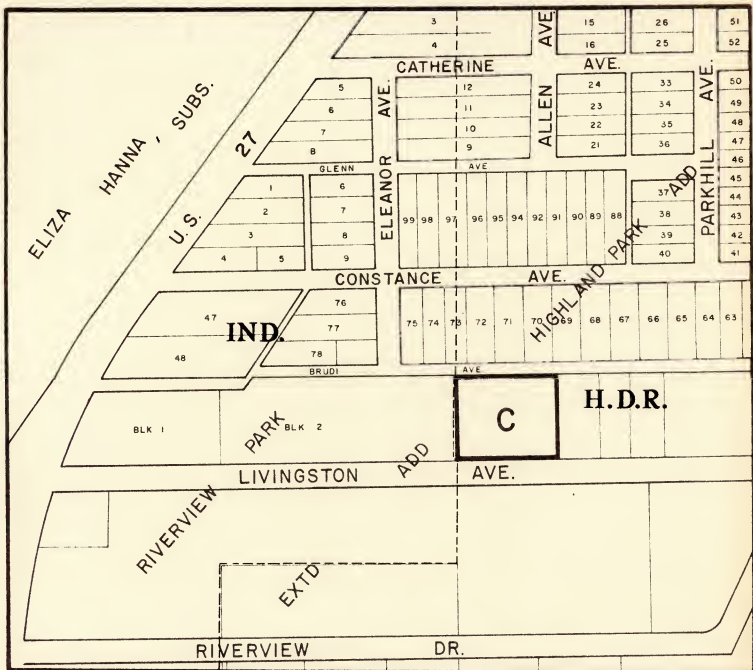 3
4
15
16
26
25
51
52
CATHERINE AVE.
AVE.
ALLEN
ELEANOR AVE.
PARKHILL AVE.
ELIZA HANNA, SUBS.
U.S. 27
5
6
7
8
12
11
10
9
24
23
22
21
33
34
35
36
50
49
48
47
46
45
44
43
42
41
GLENN AVE
1
2
3
4
5
6
7
8
9
99 98 97 96 95 94 92 91 90 89 88
37
38
39
40
HIGHLAND PARK ADD
CONSTANCE AVE.
47
48
IND.
76
77
78
75 74 73 72 71 70 69 68 67 66 65 64 63
BRUDI AVE
BLK 1
BLK 2
C
H.D.R.
RIVERVIEW PARK ADD
EXTD
LIVINGSTON AVE.
RIVERVIEW DR.